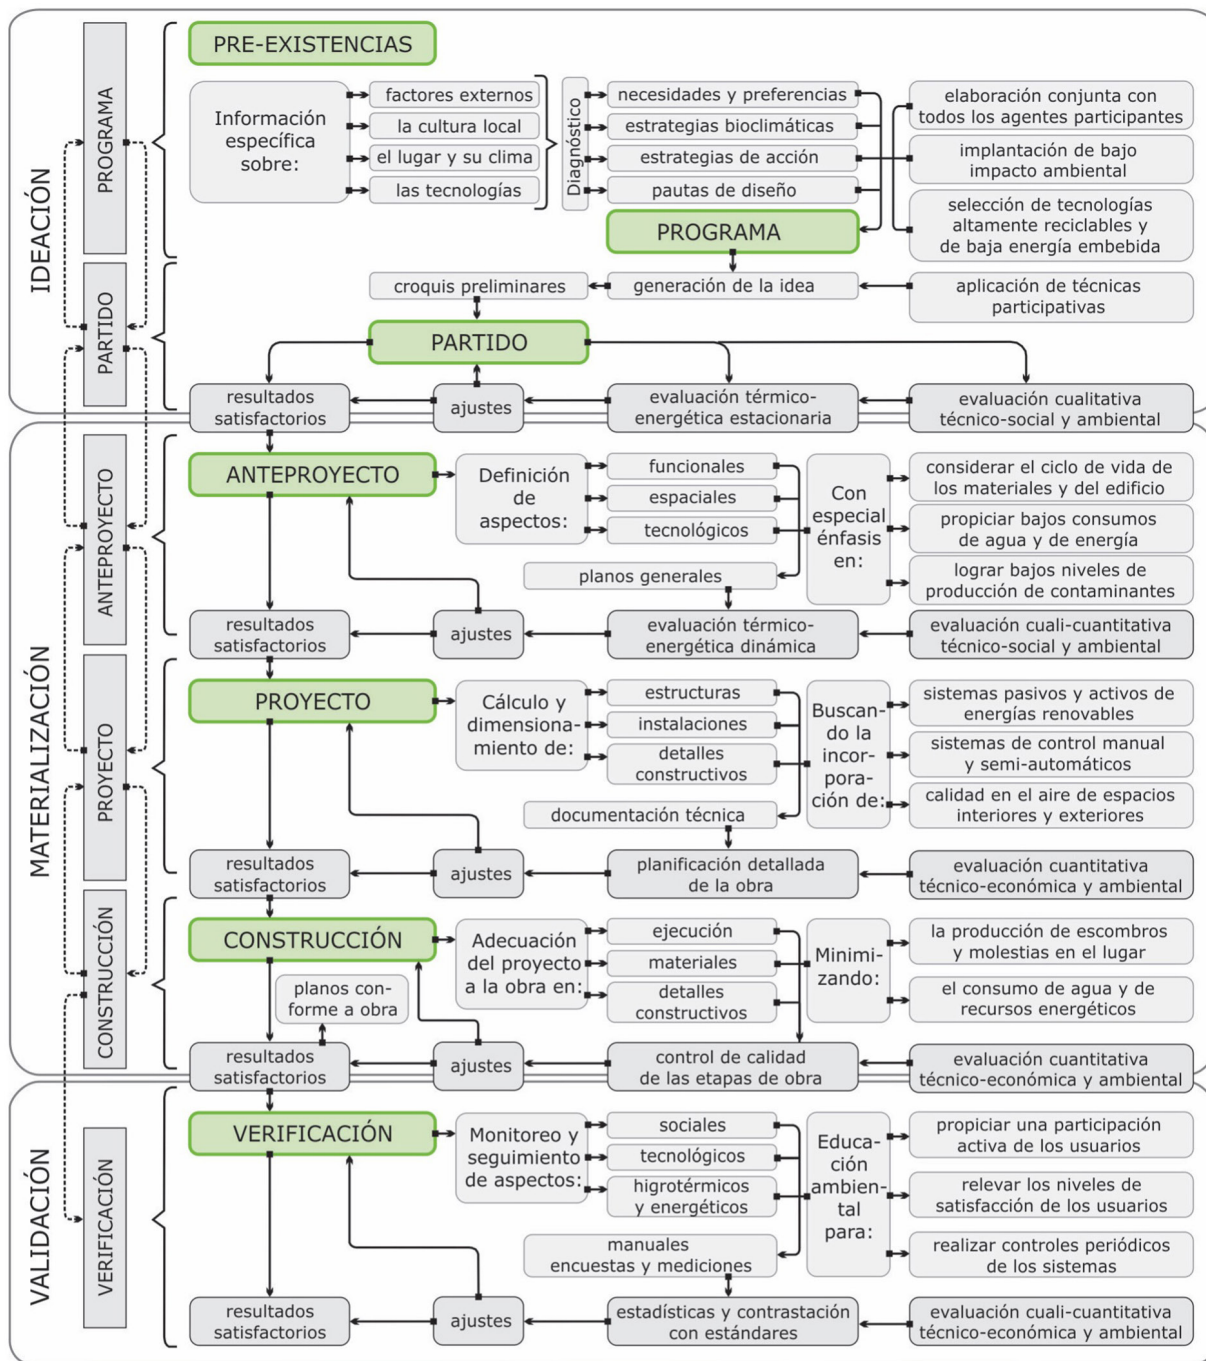 IDEACIÓN
PROGRAMA
PRE-EXISTENCIAS
Información
específica
sobre:
factores externos
la cultura local
el lugar y su clima
las tecnologías
Diagnóstico
necesidades y preferencias
estrategias bioclimáticas
estrategias de acción
pautas de diseño
elaboración conjunta con
todos los agentes participantes
implantación de bajo
impacto ambiental
selección de tecnologías
altamente reciclables y
de baja energía embebida
PROGRAMA
PARTIDO
croquis preliminares
generación de la idea
aplicación de técnicas
participativas
PARTIDO
resultados
satisfactorios
ajustes
evaluación térmico-
energética estacionaria
evaluación cualitativa
técnico-social y ambiental
MATERIALIZACIÓN
ANTEPROYECTO
ANTEPROYECTO
Definición
de
aspectos:
funcionales
espaciales
tecnológicos
Con
especial
énfasis
en:
considerar el ciclo de vida de
los materiales y del edificio
propiciar bajos consumos
de agua y de energía
lograr bajos niveles de
producción de contaminantes
planos generales
resultados
satisfactorios
ajustes
evaluación térmico-
energética dinámica
evaluación cuali-cuantitativa
técnico-social y ambiental
PROYECTO
PROYECTO
Cálculo y
dimensiona-
miento de:
estructuras
instalaciones
detalles
constructivos
Buscan-
do la
incor-
pora-
ción de:
sistemas pasivos y activos de
energías renovables
sistemas de control manual
y semi-automáticos
calidad en el aire de espacios
interiores y exteriores
documentación técnica
resultados
satisfactorios
ajustes
planificación detallada
de la obra
evaluación cuantitativa
técnico-económica y ambiental
CONSTRUCCIÓN
CONSTRUCCIÓN
Adecuación
del proyecto
a la obra en:
ejecución
materiales
detalles
constructivos
Minimi-
zando:
la producción de escombros
y molestias en el lugar
el consumo de agua y de
recursos energéticos
planos con-
forme a obra
resultados
satisfactorios
ajustes
control de calidad
de las etapas de obra
evaluación cuantitativa
técnico-económica y ambiental
VALIDACIÓN
VERIFICACIÓN
VERIFICACIÓN
Monitoreo y
seguimiento
de aspectos:
sociales
tecnológicos
higrotérmicos
y energéticos
Educa-
ción
ambien-
tal
para:
propiciar una participación
activa de los usuarios
relevar los niveles de
satisfacción de los usuarios
realizar controles periódicos
de los sistemas
manuales
encuestas y mediciones
resultados
satisfactorios
ajustes
estadísticas y contrastación
con estándares
evaluación cuali-cuantitativa
técnico-económica y ambiental